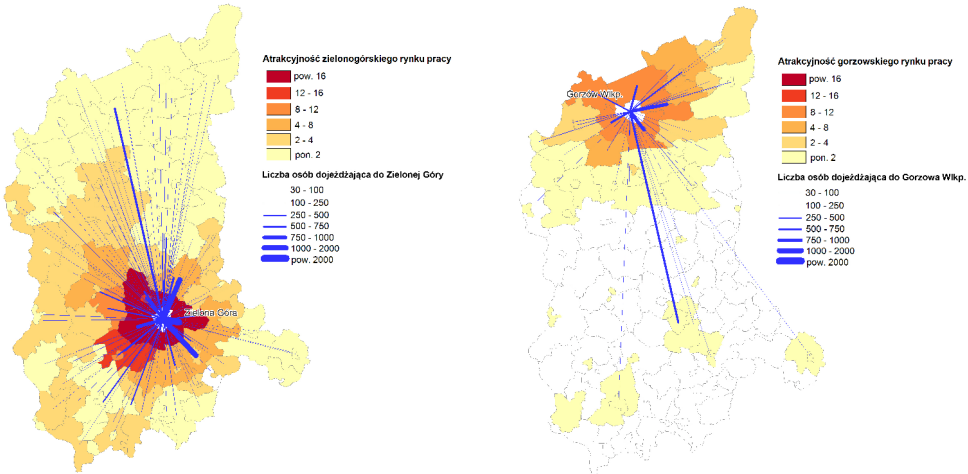 Atrakcyjność zielonogórskiego rynku pracy
pow. 16
12 - 16
8 - 12
4 - 8
2 - 4
pon. 2
Liczba osób dojeżdżająca do Zielonej Góry
30 - 100
100 - 250
250 - 500
500 - 750
750 - 1000
1000 - 2000
pow. 2000
Zielona Góra
Atrakcyjność gorzowskiego rynku pracy
pow. 16
12 - 16
8 - 12
4 - 8
2 - 4
pon. 2
Liczba osób dojeżdżająca do Gorzowa Wlkp.
30 - 100
100 - 250
250 - 500
500 - 750
750 - 1000
1000 - 2000
pow. 2000
Gorzów Wlkp.